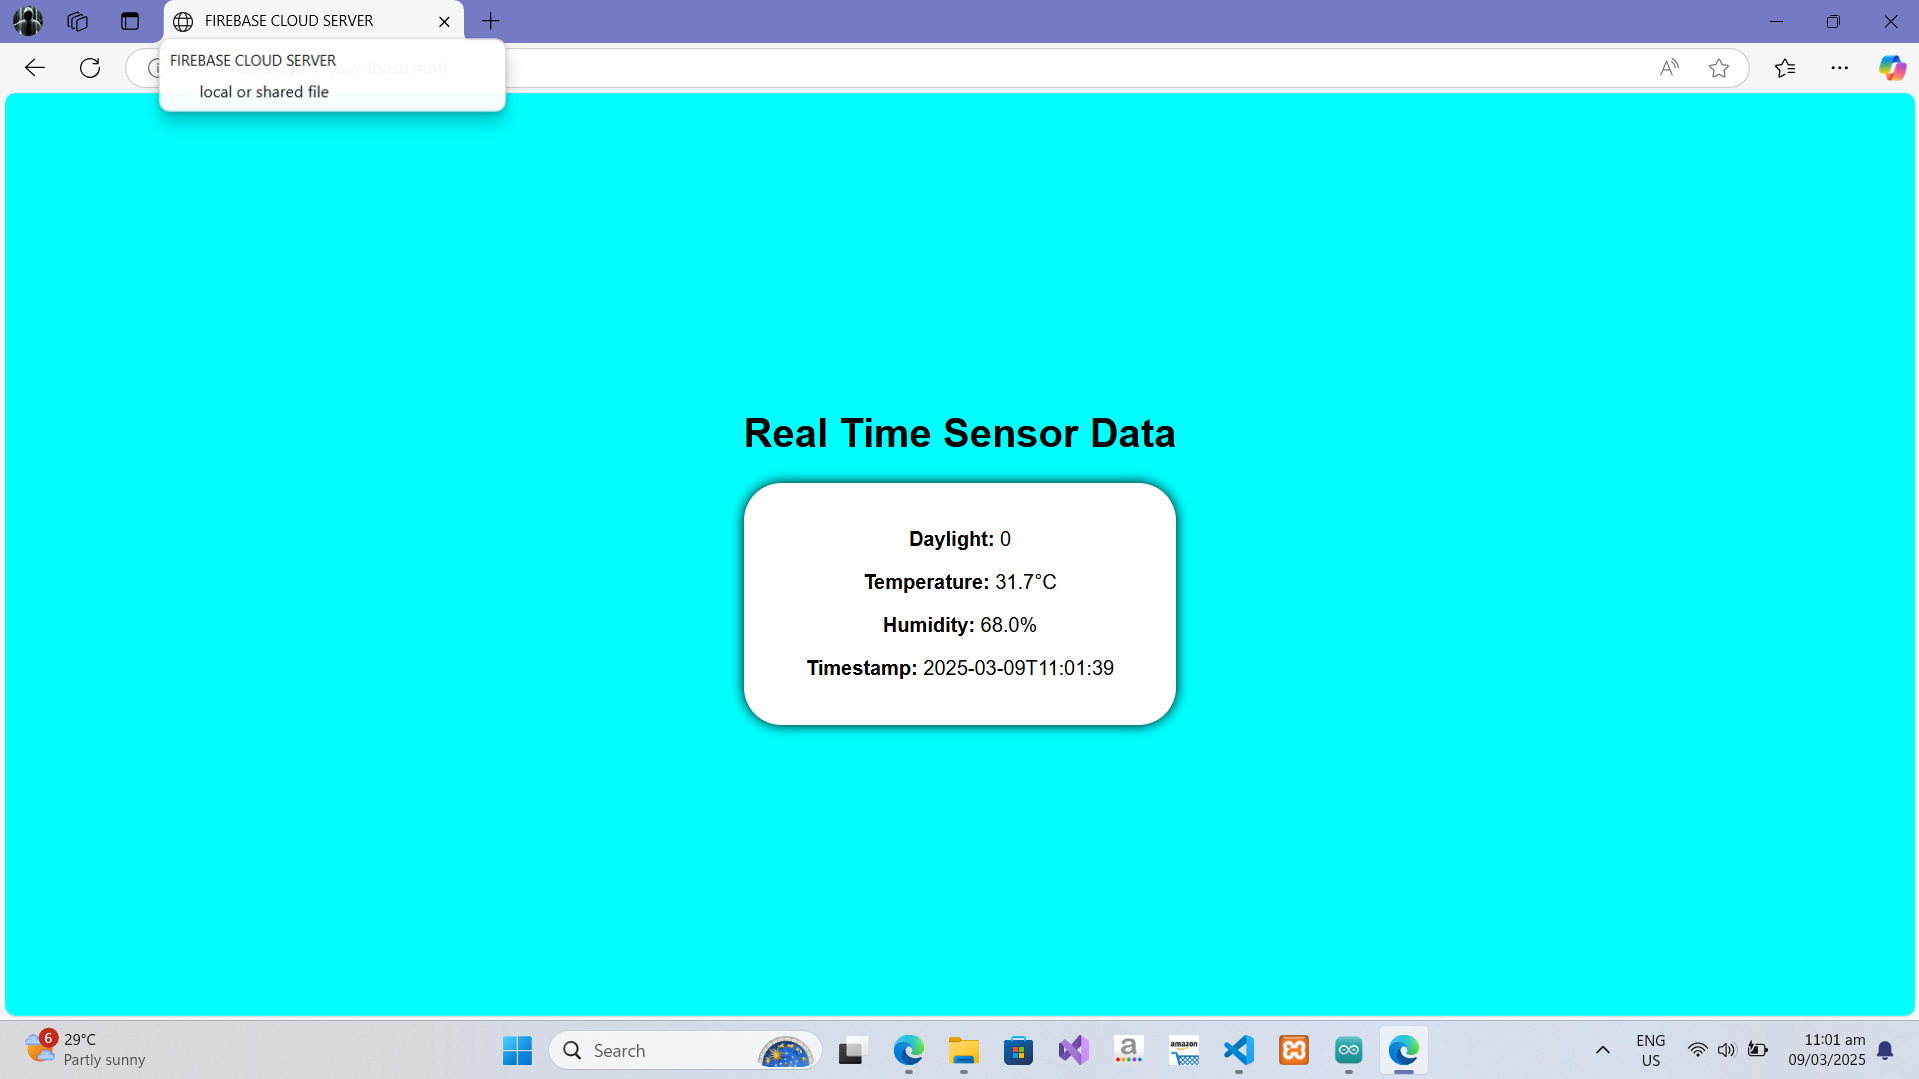 FIREBASE CLOUD SERVER
FIREBASE CLOUD SERVER
local or shared file
Real Time Sensor Data
Daylight: 0
Temperature: 31.7°C
Humidity: 68.0%
Timestamp: 2025-03-09T11:01:39
6
29°C
Partly sunny
Search
amazon
ENG
US
11:01 am
09/03/2025